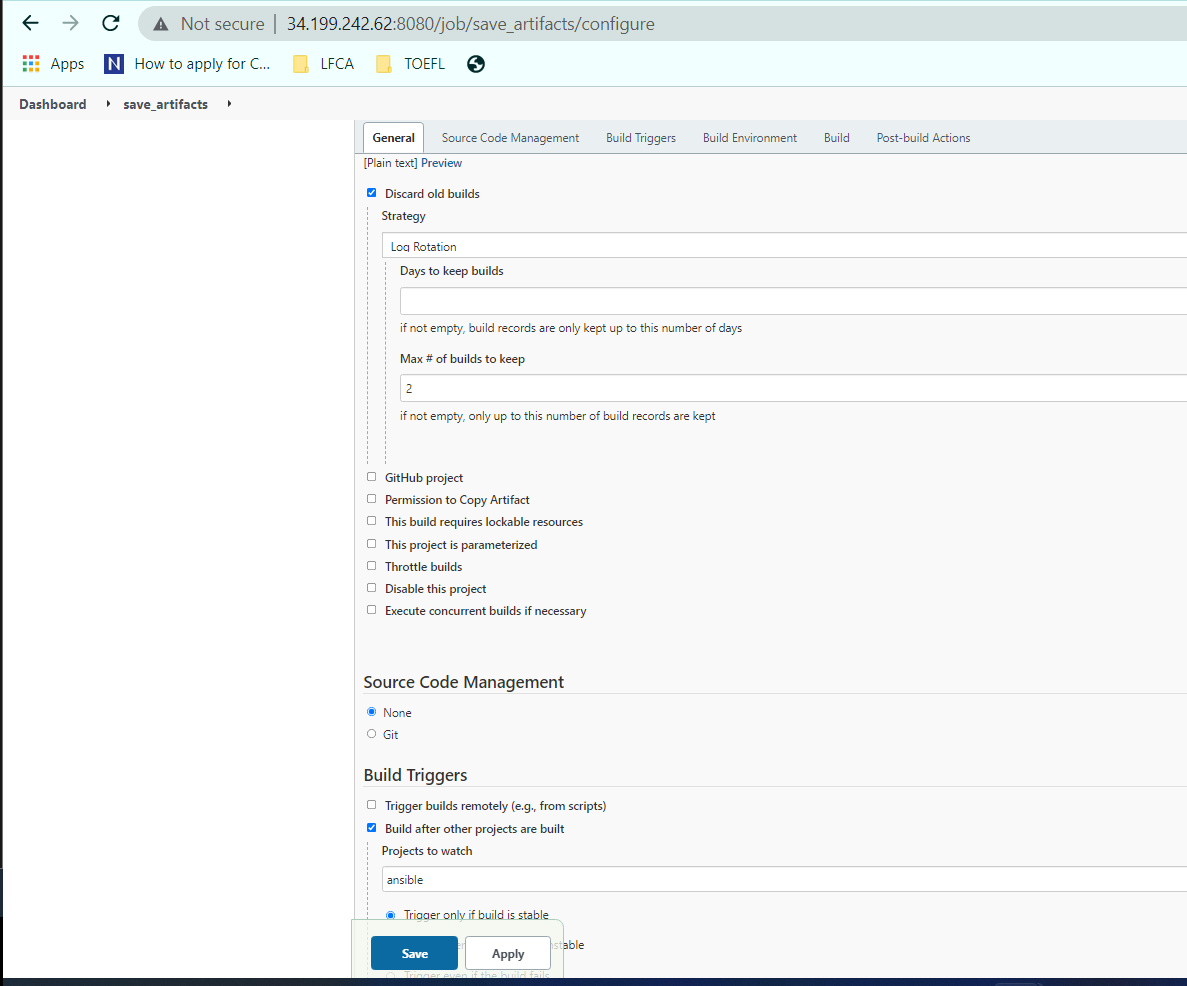 Not secure | 34.199.242.62:8080/job/save_artifacts/configure
Apps N How to apply for C... LFCA TOEFL
Dashboard save_artifacts
General Source Code Management Build Triggers Build Environment Build Post-build Actions
[Plain text] Preview
Discard old builds
Strategy
Log Rotation
Days to keep builds
if not empty, build records are only kept up to this number of days
Max # of builds to keep
2
if not empty, only up to this number of build records are kept
GitHub project
Permission to Copy Artifact
This build requires lockable resources
This project is parameterized
Throttle builds
Disable this project
Execute concurrent builds if necessary
Source Code Management
None
Git
Build Triggers
Trigger builds remotely (e.g., from scripts)
Build after other projects are built
Projects to watch
ansible
Trigger only if build is stable
nstable
Save Apply
Trigger even if the build fails